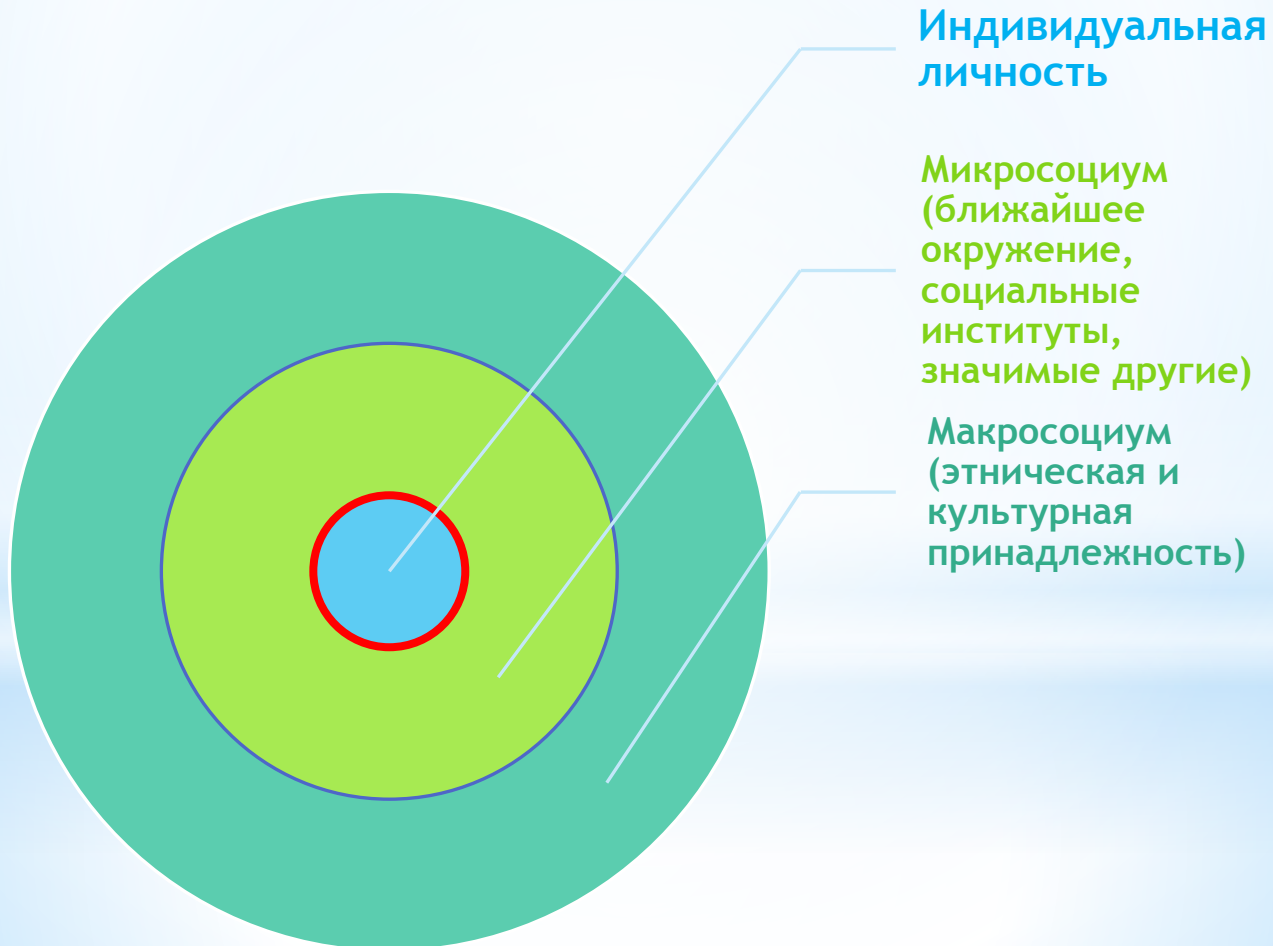 Индивидуальная
личность
Микросоциум
(ближайшее
окружение,
социальные
институты,
значимые другие)
Макросоциум
(этническая и
культурная
принадлежность)